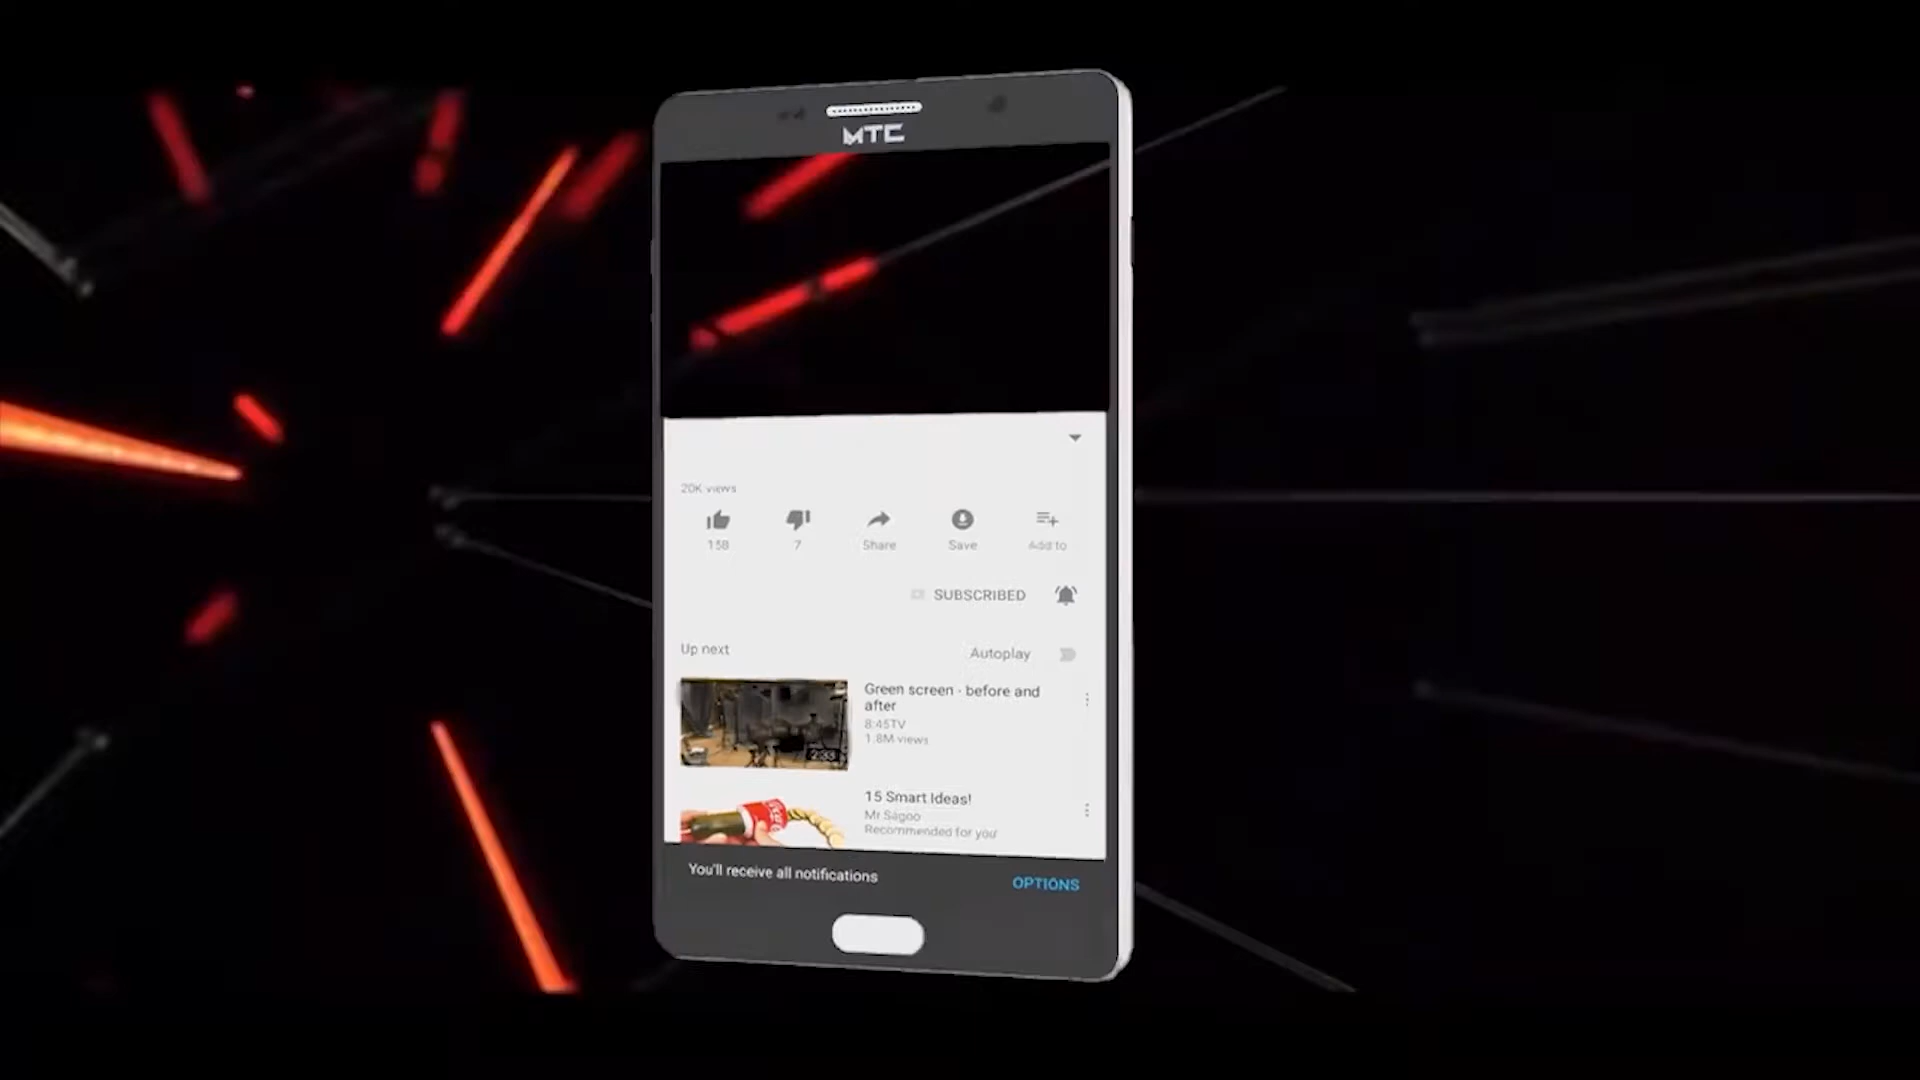 MTC
20K views
158
7
Share
Save
Add to
SUBSCRIBED
Up next
Autoplay
Green screen - before and
after
8:45TV
1.8M views
2:33
15 Smart Ideas!
Mr Sagoo
Recommended for you
You'll receive all notifications
OPTIONS